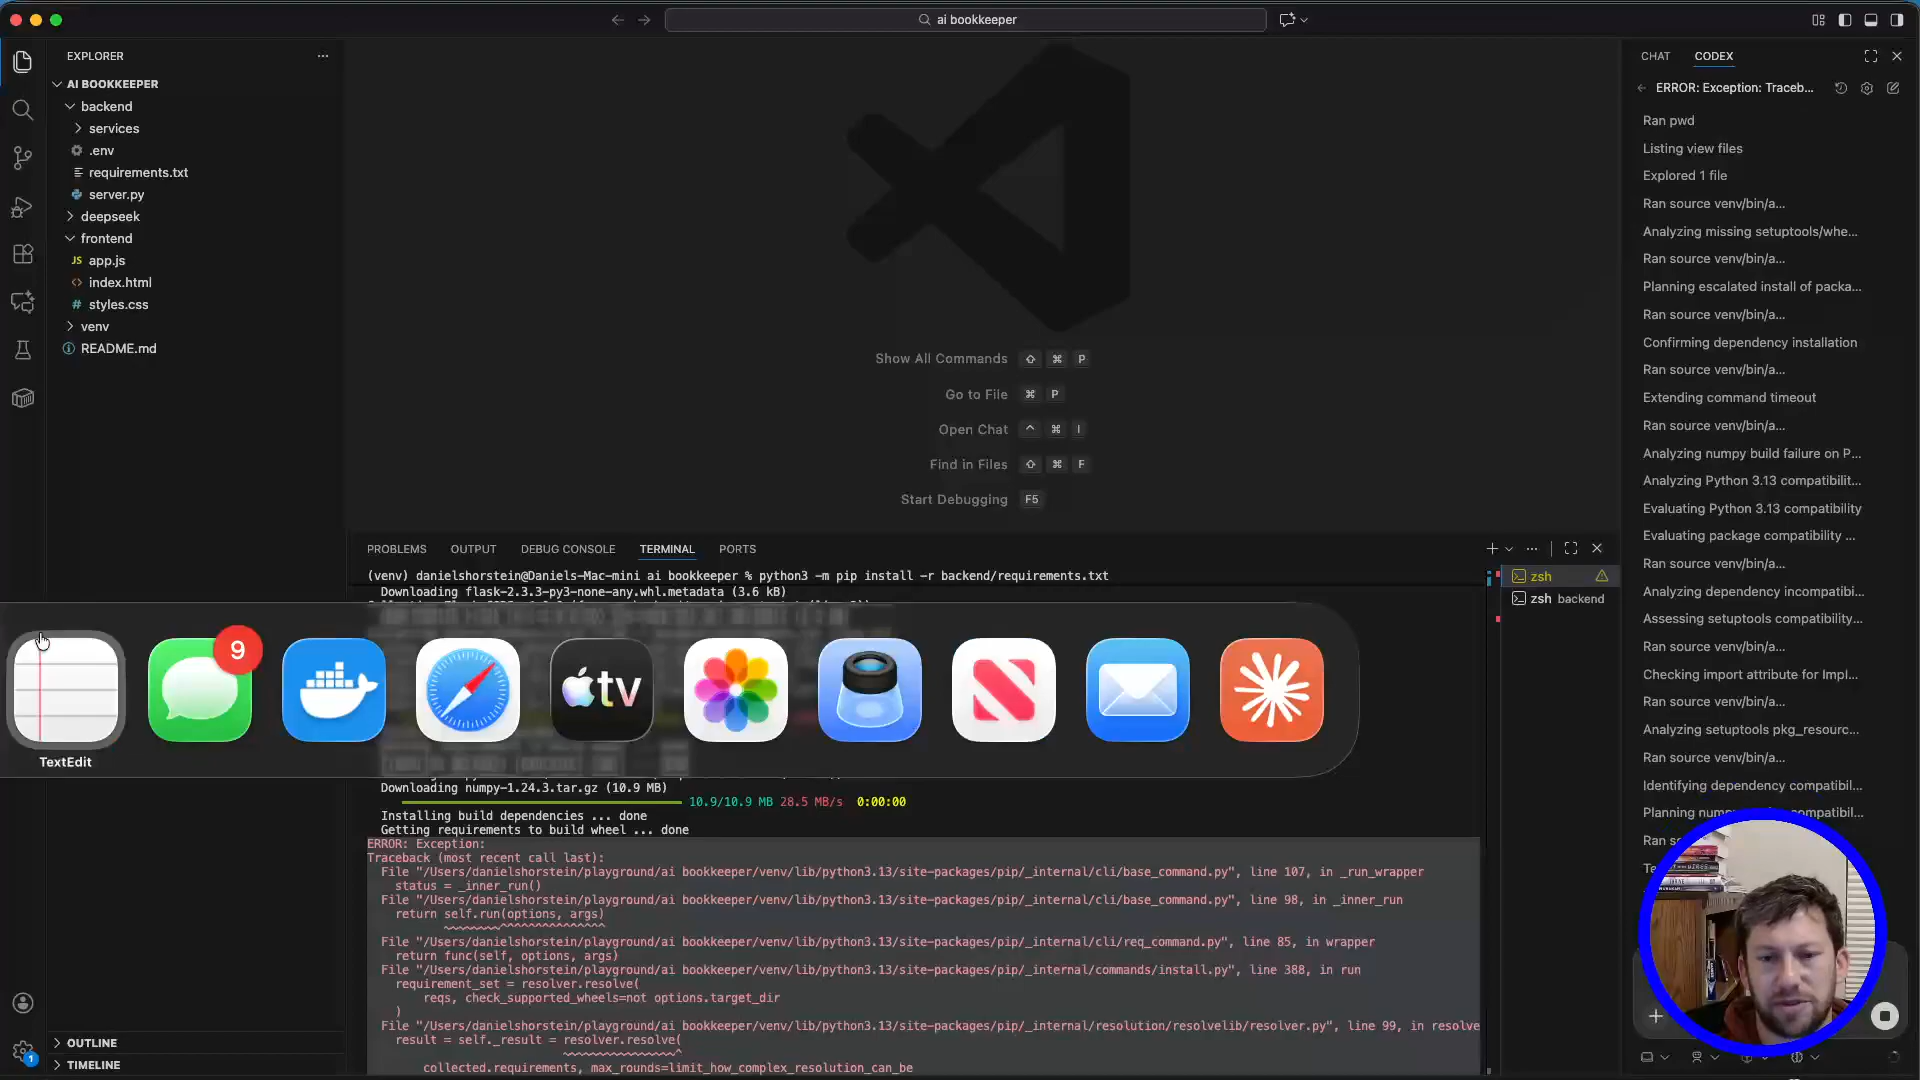 ai bookkeeper
EXPLORER
AI BOOKKEEPER
backend
services
.env
requirements.txt
server.py
deepseek
frontend
JS app.js
index.html
styles.css
venv
README.md
OUTLINE
TIMELINE
1
Show All Commands ⇧ ⌘ P
Go to File ⌘ P
Open Chat ^ ⌘ I
Find in Files ⇧ ⌘ F
Start Debugging F5
PROBLEMS OUTPUT DEBUG CONSOLE TERMINAL PORTS
(venv) danielshorstein@Daniels-Mac-mini ai bookkeeper % python3 -m pip install -r backend/requirements.txt
Downloading flask-2.3.3-py3-none-any.whl.metadata (3.6 kB)
9
tv
TextEdit
Downloading numpy-1.24.3.tar.gz (10.9 MB)
10.9/10.9 MB 28.5 MB/s 0:00:00
Installing build dependencies ... done
Getting requirements to build wheel ... done
ERROR: Exception:
Traceback (most recent call last):
File "/Users/danielshorstein/playground/ai bookkeeper/venv/lib/python3.13/site-packages/pip/_internal/cli/base_command.py", line 107, in _run_wrapper
status = _inner_run()
File "/Users/danielshorstein/playground/ai bookkeeper/venv/lib/python3.13/site-packages/pip/_internal/cli/base_command.py", line 98, in _inner_run
return self.run(options, args)
~~~~~~~~^^^^^^^^^^^^^^^
File "/Users/danielshorstein/playground/ai bookkeeper/venv/lib/python3.13/site-packages/pip/_internal/cli/req_command.py", line 85, in wrapper
return func(self, options, args)
File "/Users/danielshorstein/playground/ai bookkeeper/venv/lib/python3.13/site-packages/pip/_internal/commands/install.py", line 388, in run
requirement_set = resolver.resolve(
reqs, check_supported_wheels=not options.target_dir
)
File "/Users/danielshorstein/playground/ai bookkeeper/venv/lib/python3.13/site-packages/pip/_internal/resolution/resolvelib/resolver.py", line 99, in resolve
result = self._result = resolver.resolve(
~~~~~~~~~~~~~~~~^
collected.requirements, max_rounds=limit_how_complex_resolution_can_be
zsh
zsh backend
CHAT CODEX
ERROR: Exception: Traceb...
Ran pwd
Listing view files
Explored 1 file
Ran source venv/bin/a...
Analyzing missing setuptools/whe...
Ran source venv/bin/a...
Planning escalated install of packa...
Ran source venv/bin/a...
Confirming dependency installation
Ran source venv/bin/a...
Extending command timeout
Ran source venv/bin/a...
Analyzing numpy build failure on P...
Analyzing Python 3.13 compatibilit...
Evaluating Python 3.13 compatibility
Evaluating package compatibility ...
Ran source venv/bin/a...
Analyzing dependency incompatibi...
Assessing setuptools compatibility...
Ran source venv/bin/a...
Checking import attribute for Impl...
Ran source venv/bin/a...
Analyzing setuptools pkg_resourc...
Ran source venv/bin/a...
Identifying dependency compatibil...
Planning
Ran